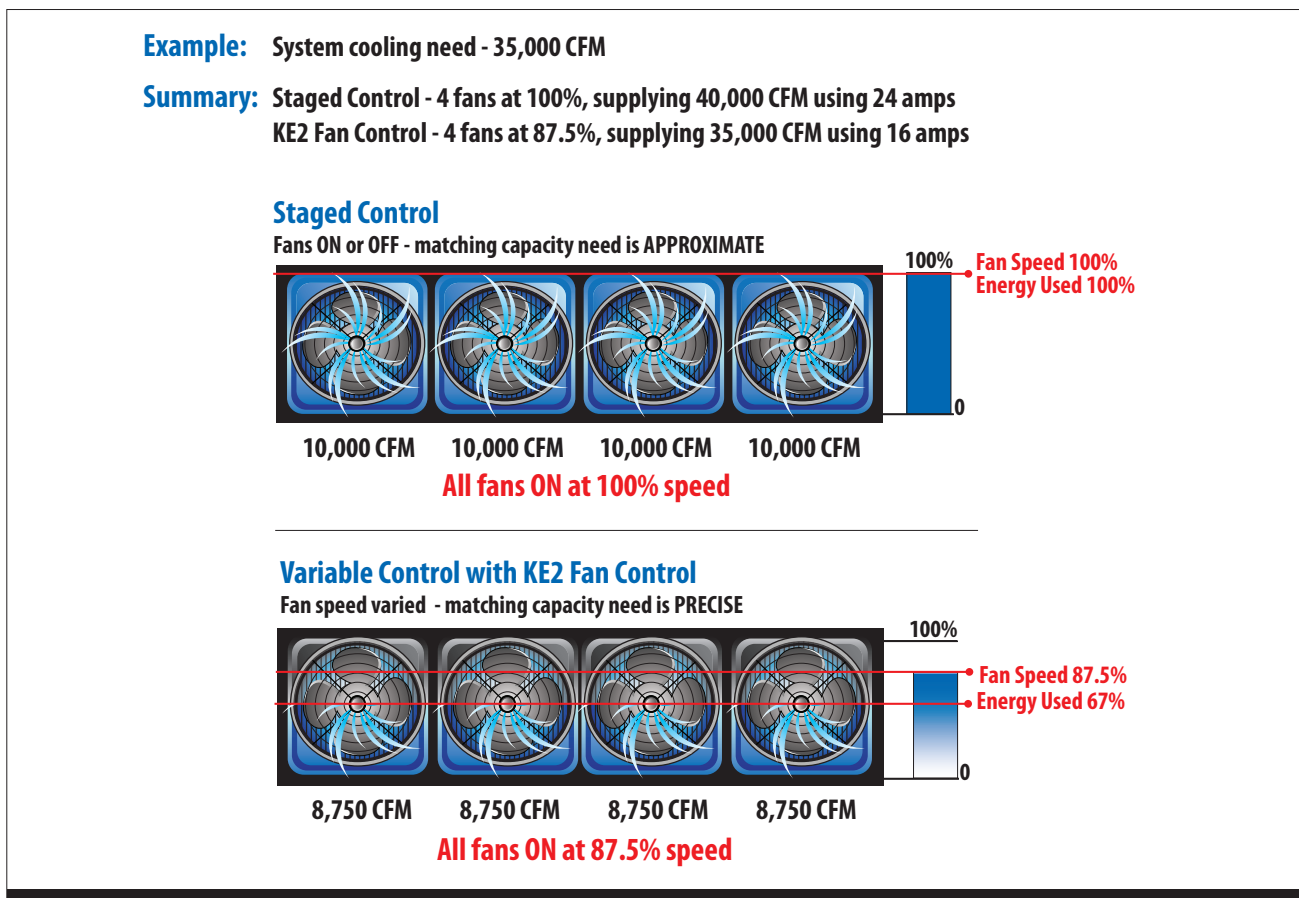 Example: System cooling need - 35,000 CFM
Summary: Staged Control - 4 fans at 100%, supplying 40,000 CFM using 24 amps
KE2 Fan Control - 4 fans at 87.5%, supplying 35,000 CFM using 16 amps
Staged Control
Fans ON or OFF - matching capacity need is APPROXIMATE
100%
Fan Speed 100%
Energy Used 100%
0
10,000 CFM 10,000 CFM 10,000 CFM 10,000 CFM
All fans ON at 100% speed
Variable Control with KE2 Fan Control
Fan speed varied - matching capacity need is PRECISE
100%
Fan Speed 87.5%
Energy Used 67%
0
8,750 CFM 8,750 CFM 8,750 CFM 8,750 CFM
All fans ON at 87.5% speed